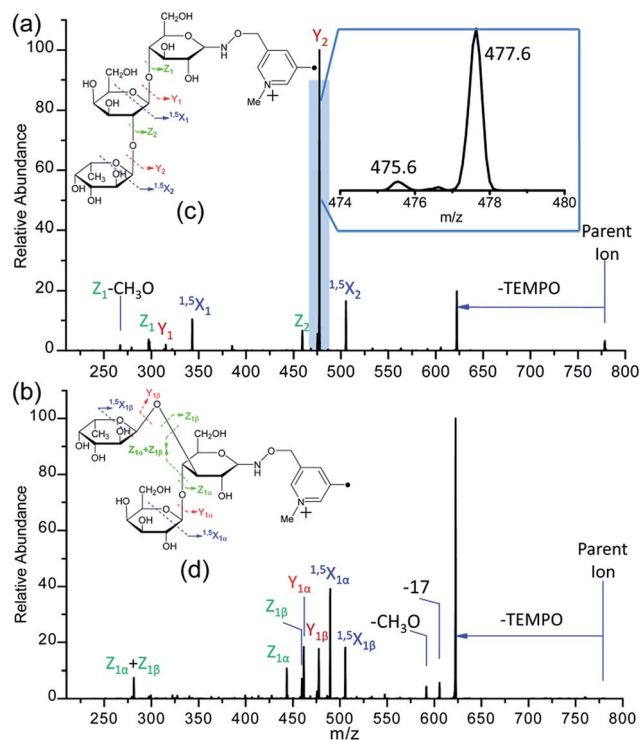 (a)
Relative Abundance
100
80
60
40
20
0
CH₂OH
OH
O
OH
NH
O
N
+
Me
Z₁
CH₂OH
OH
OH
O
Y₁
¹,⁵X₁
Z₂
CH₃
OH
OH
OH
Y₂
¹,⁵X₂
(c)
Y₂
477.6
475.6
474 476 478 480
m/z
Parent
Ion
-TEMPO
Z₁-CH₃O
Z₁
Y₁
¹,⁵X₁
Z₂
¹,⁵X₂
250 300 350 400 450 500 550 600 650 700 750 800
(b)
Relative Abundance
100
80
60
40
20
0
¹,⁵X₁β
Y₁β
O
Z₁β
CH₃
OH
OH
OH
Z₁α+Z₁β
CH₂OH
OH
NH
O
N
+
Me
Z₁α
CH₂OH
OH
OH
OH
Y₁α
¹,⁵X₁α
(d)
Parent
Ion
-TEMPO
-17
-CH₃O
¹,⁵X₁α
Y₁α
Z₁β
Y₁β
¹,⁵X₁β
Z₁α
Z₁α+Z₁β
250 300 350 400 450 500 550 600 650 700 750 800
m/z